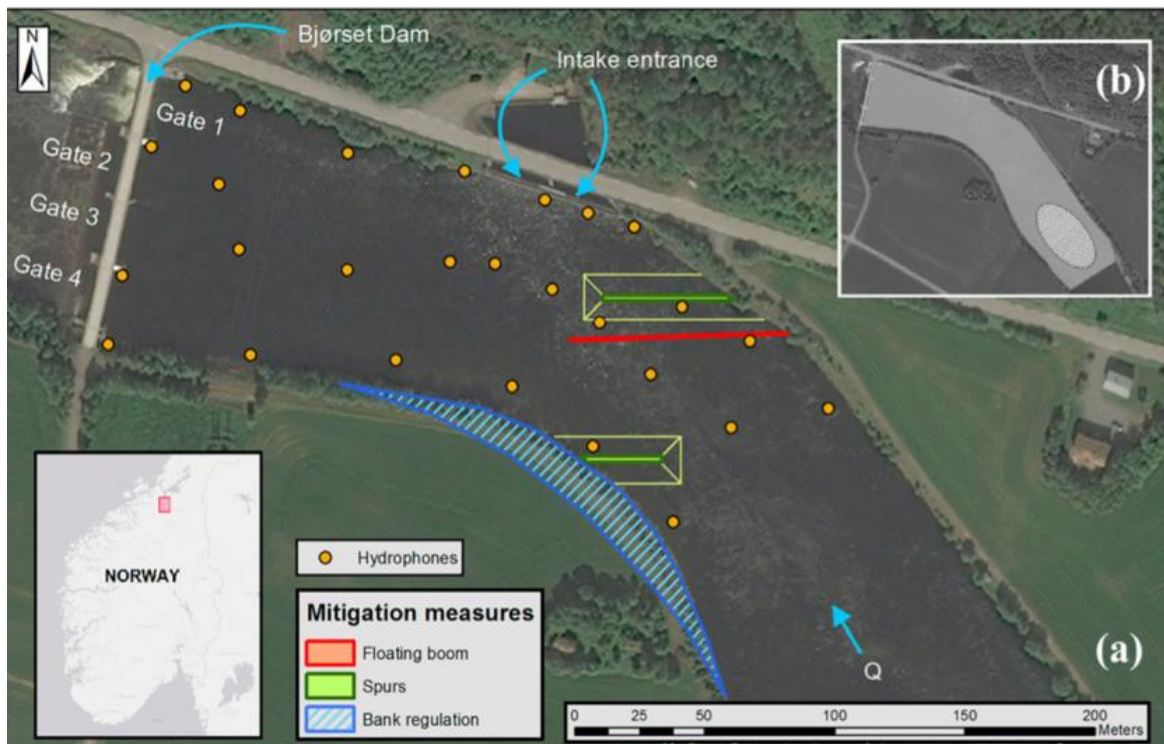 N
Bjørset Dam
Intake entrance
(b)
Gate 1
Gate 2
Gate 3
Gate 4
NORWAY
Hydrophones
Mitigation measures
Floating boom
Spurs
Bank regulation
Q
(a)
0 25 50 100 150 200
Meters